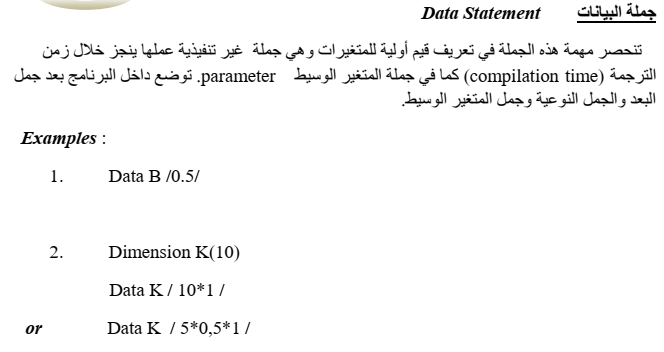 جملة البيانات Data Statement
تنحصر مهمة هذه الجملة في تعريف قيم أولية للمتغيرات وهي جملة غير تنفيذية عملها ينجز خلال زمن
الترجمة (compilation time) كما في جملة المتغير الوسيط parameter. توضع داخل البرنامج بعد جمل
البعد والجمل النوعية وجمل المتغير الوسيط.
Examples :
1. Data B /0.5/
2. Dimension K(10)
Data K / 10*1 /
or Data K / 5*0,5*1 /